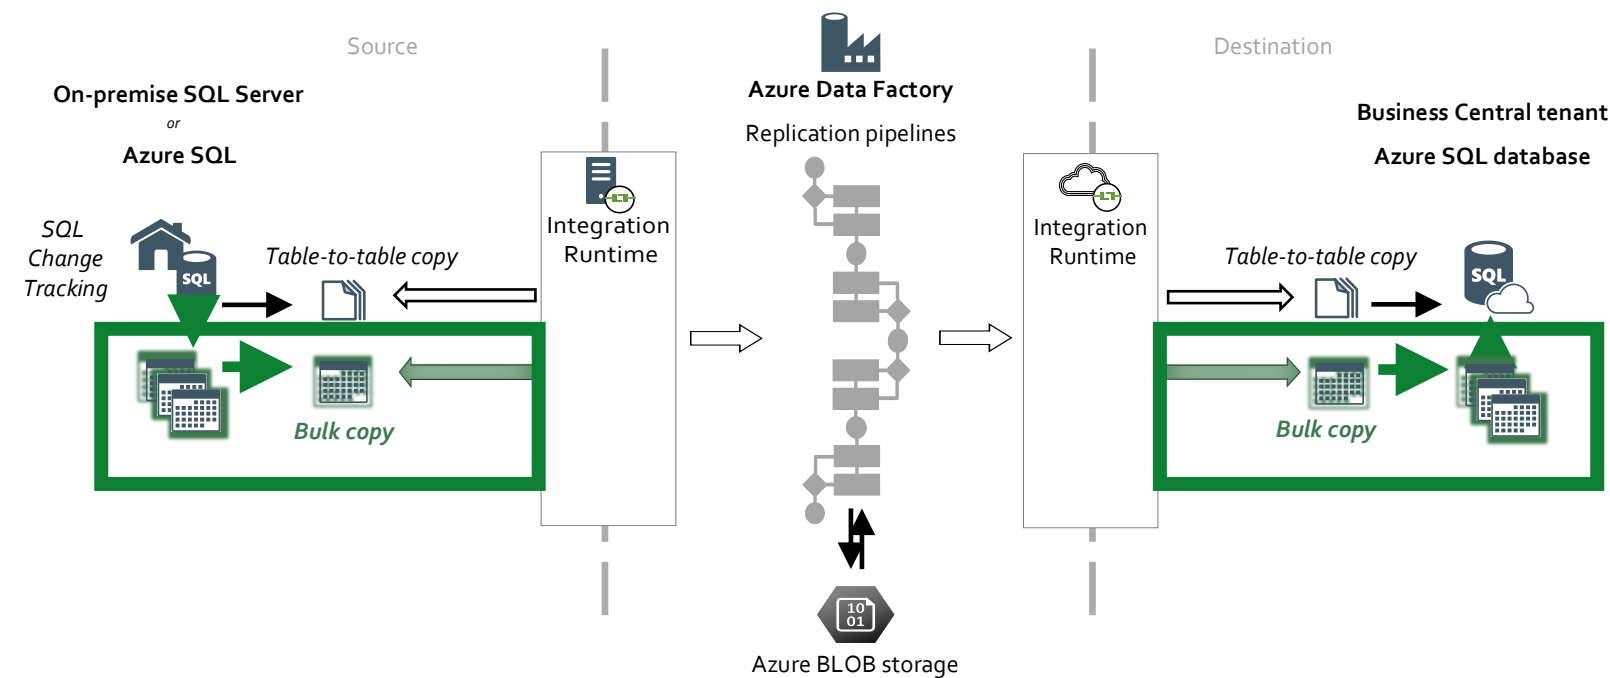 Source
Destination
On-premise SQL Server
or
Azure SQL
Azure Data Factory
Replication pipelines
Business Central tenant
Azure SQL database
SQL
Change
Tracking
SQL
Table-to-table copy
Integration
Runtime
Integration
Runtime
Table-to-table copy
SQL
Bulk copy
Bulk copy
10
01
Azure BLOB storage